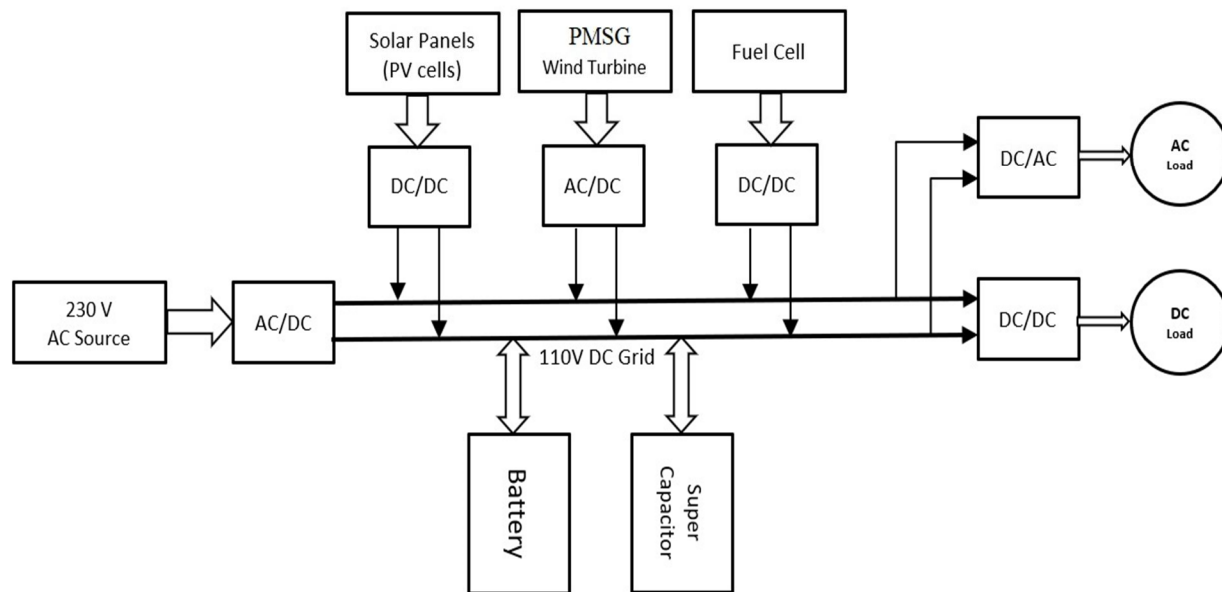 Solar Panels
(PV cells)
PMSG
Wind Turbine
Fuel Cell
DC/DC
AC/DC
DC/DC
DC/AC
AC
Load
230 V
AC Source
AC/DC
DC/DC
DC
Load
110V DC Grid
Battery
Super
Capacitor